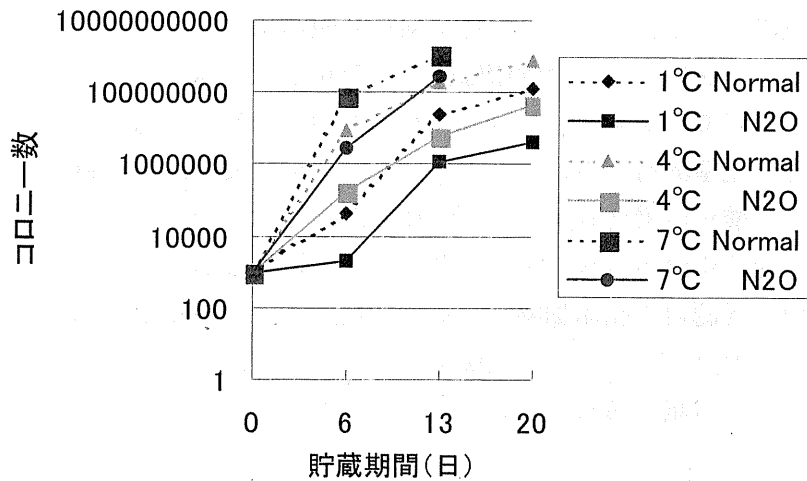 10000000000
100000000
1000000
10000
100
1
コロニー数
0 6 13 20
貯蔵期間(日)
1℃ Normal
1℃ N2O
4℃ Normal
4℃ N2O
7℃ Normal
7℃ N2O